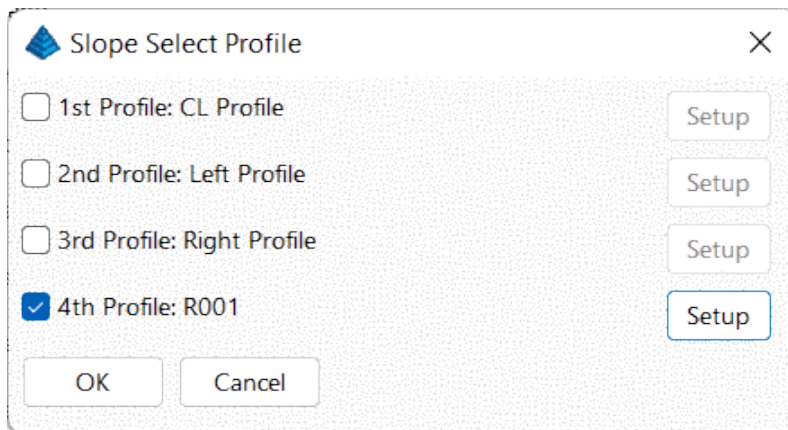 Slope Select Profile
1st Profile: CL Profile Setup
2nd Profile: Left Profile Setup
3rd Profile: Right Profile Setup
4th Profile: R001 Setup
OK Cancel